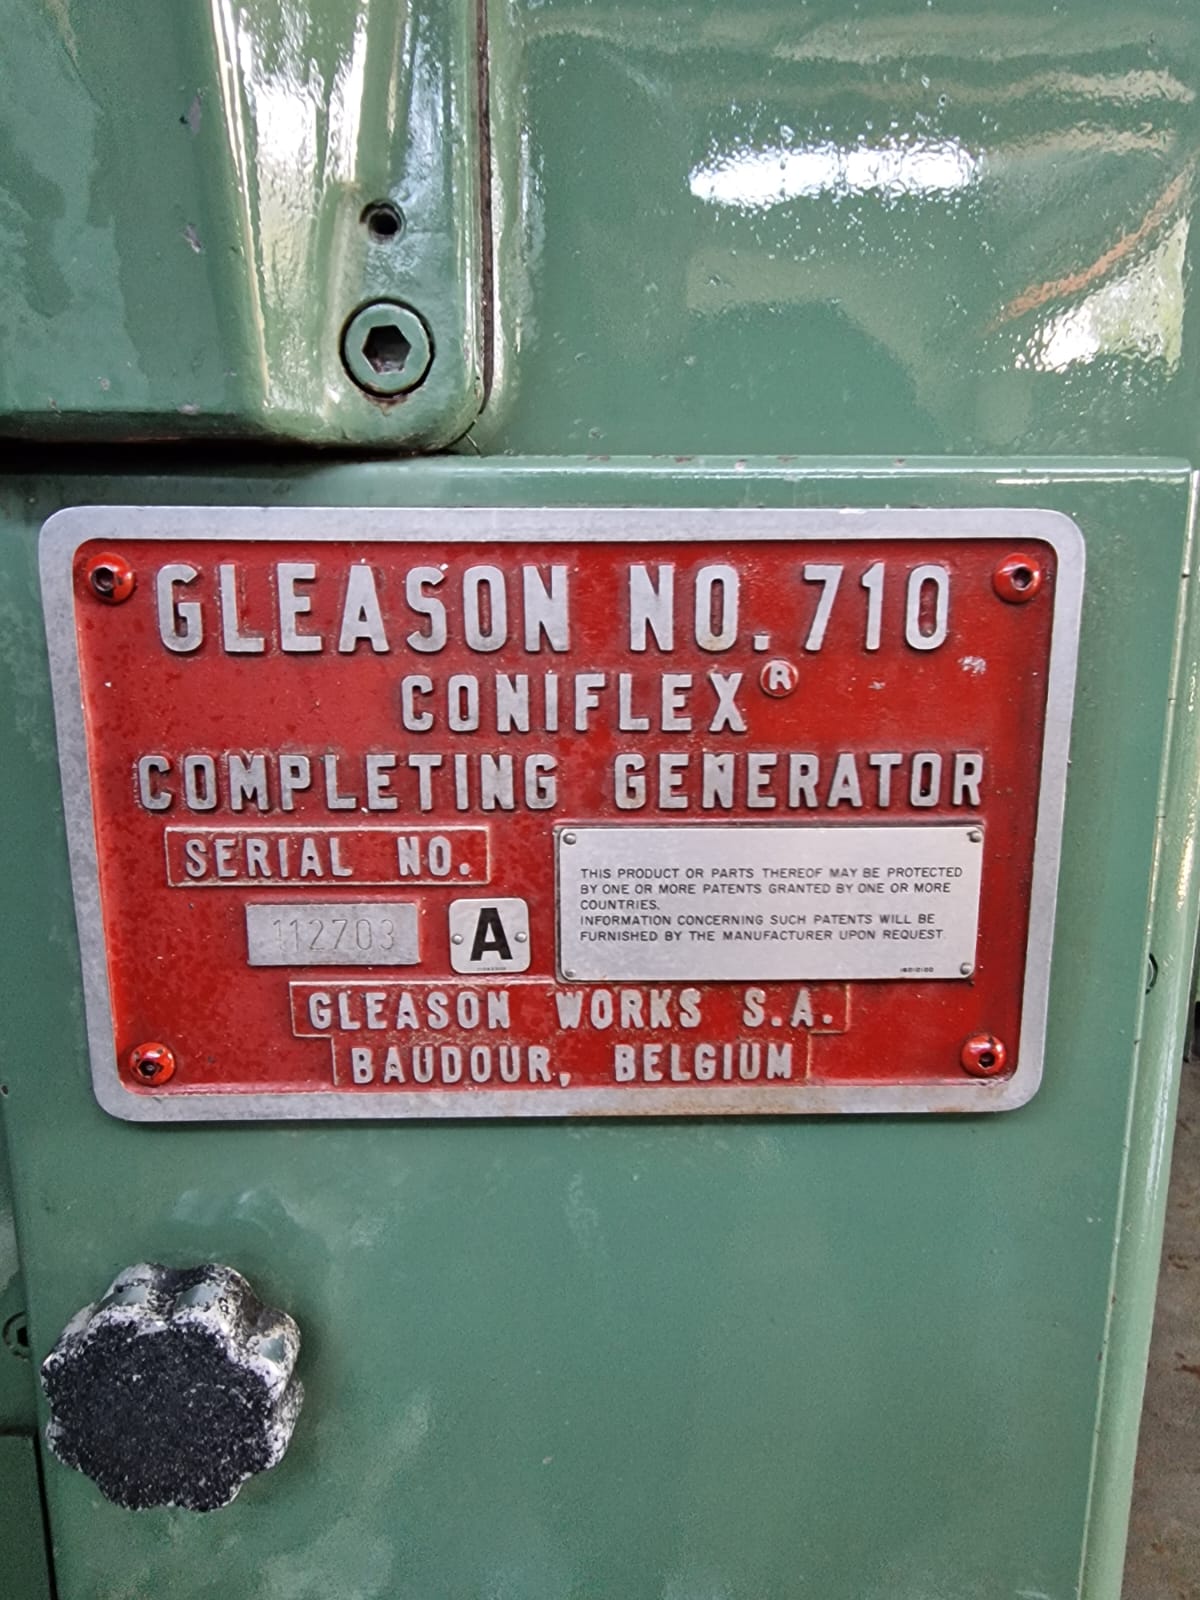 GLEASON NO. 710
CONIFLEX®
COMPLETING GENERATOR
SERIAL NO.
112703
A
THIS PRODUCT OR PARTS THEREOF MAY BE PROTECTED
BY ONE OR MORE PATENTS GRANTED BY ONE OR MORE
COUNTRIES.
INFORMATION CONCERNING SUCH PATENTS WILL BE
FURNISHED BY THE MANUFACTURER UPON REQUEST
GLEASON WORKS S.A.
BAUDOUR, BELGIUM